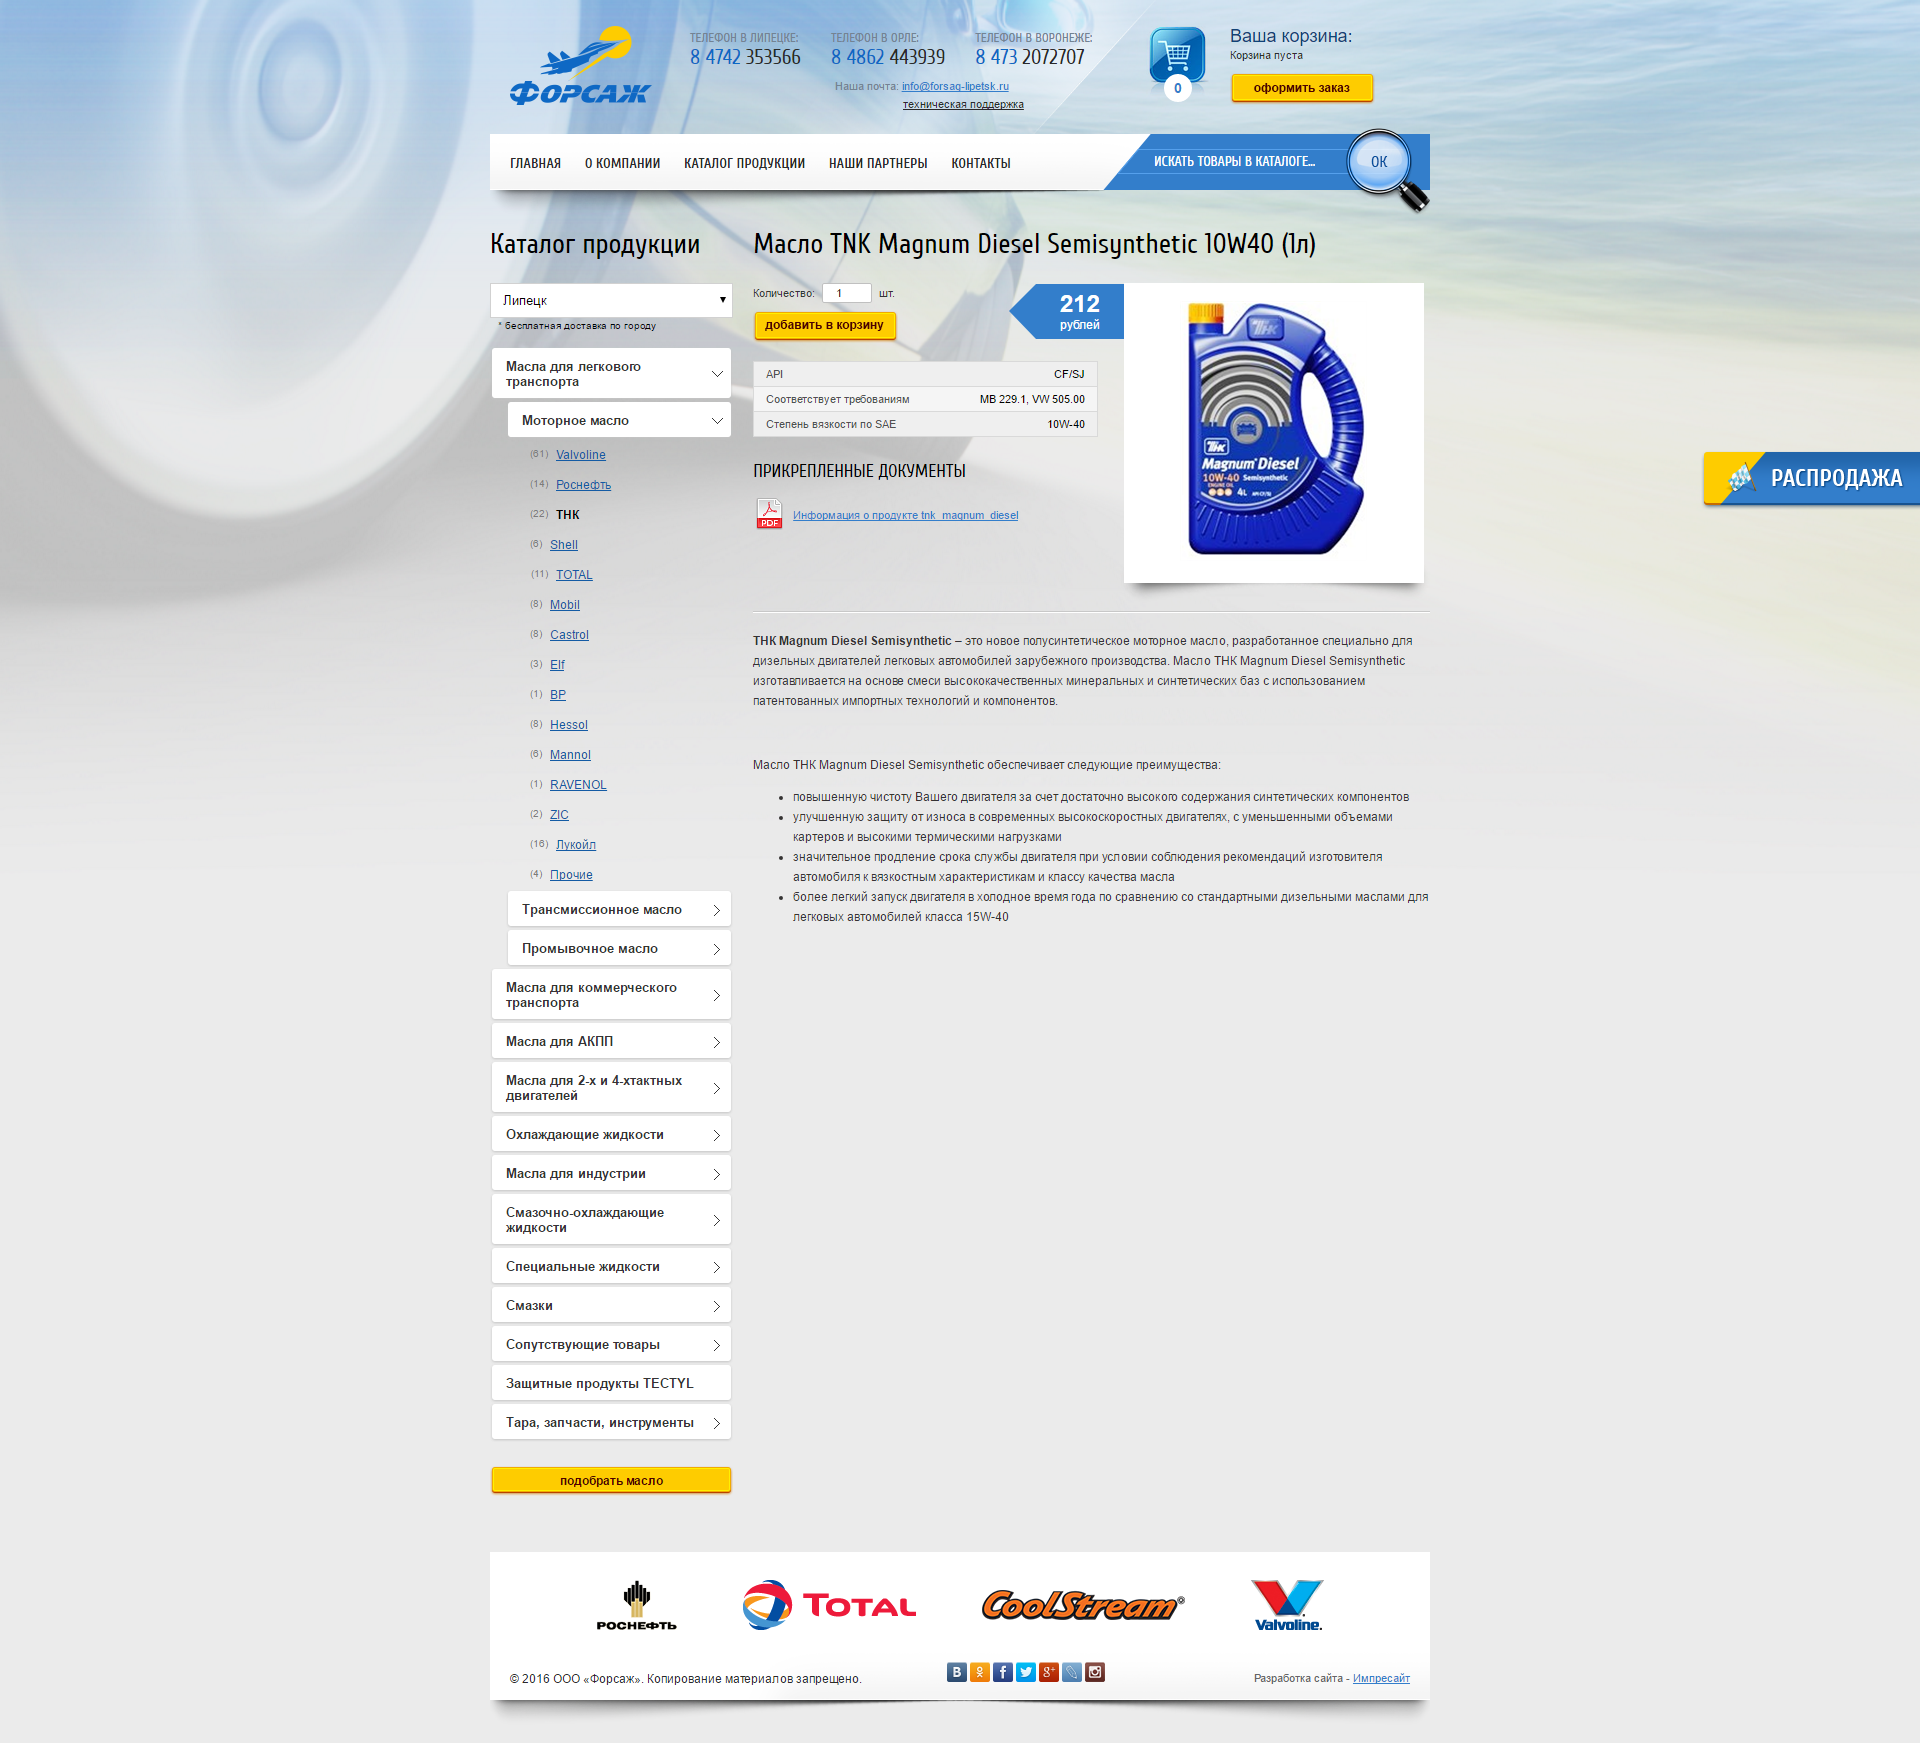 ФОРСАЖ
ТЕЛЕФОН В ЛИПЕЦКЕ:
8 4742 353566
ТЕЛЕФОН В ОРЛЕ:
8 4862 443939
ТЕЛЕФОН В ВОРОНЕЖЕ:
8 473 2072707
Наша почта: info@forsag-lipetsk.ru
техническая поддержка
0
Ваша корзина:
Корзина пуста
оформить заказ
ГЛАВНАЯ
О КОМПАНИИ
КАТАЛОГ ПРОДУКЦИИ
НАШИ ПАРТНЕРЫ
КОНТАКТЫ
ИСКАТЬ ТОВАРЫ В КАТАЛОГЕ...
ОК
Каталог продукции
Липецк
* бесплатная доставка по городу
Масла для легкового
транспорта
Моторное масло
(61) Valvoline
(14) Роснефть
(22) ТНК
(6) Shell
(11) TOTAL
(8) Mobil
(8) Castrol
(3) Elf
(1) BP
(8) Hessol
(6) Mannol
(1) RAVENOL
(2) ZIC
(16) Лукойл
(4) Прочие
Трансмиссионное масло
Промывочное масло
Масла для коммерческого
транспорта
Масла для АКПП
Масла для 2-х и 4-хтактных
двигателей
Охлаждающие жидкости
Масла для индустрии
Смазочно-охлаждающие
жидкости
Специальные жидкости
Смазки
Сопутствующие товары
Защитные продукты TECTYL
Тара, запчасти, инструменты
подобрать масло
Масло TNK Magnum Diesel Semisynthetic 10W40 (1л)
Количество: 1 шт.
добавить в корзину
212
рублей
API CF/SJ
Соответствует требованиям MB 229.1, VW 505.00
Степень вязкости по SAE 10W-40
ПРИКРЕПЛЕННЫЕ ДОКУМЕНТЫ
PDF
Информация о продукте tnk_magnum_diesel
ТНК
ТНК
Magnum Diesel
10W-40 Semisynthetic
ENGINE OIL
4L API CF/SJ
РАСПРОДАЖА
ТНК Magnum Diesel Semisynthetic – это новое полусинтетическое моторное масло, разработанное специально для
дизельных двигателей легковых автомобилей зарубежного производства. Масло ТНК Magnum Diesel Semisynthetic
изготавливается на основе смеси высококачественных минеральных и синтетических баз с использованием
патентованных импортных технологий и компонентов.
Масло ТНК Magnum Diesel Semisynthetic обеспечивает следующие преимущества:
• повышенную чистоту Вашего двигателя за счет достаточно высокого содержания синтетических компонентов
• улучшенную защиту от износа в современных высокоскоростных двигателях, с уменьшенными объемами
картеров и высокими термическими нагрузками
• значительное продление срока службы двигателя при условии соблюдения рекомендаций изготовителя
автомобиля к вязкостным характеристикам и классу качества масла
• более легкий запуск двигателя в холодное время года по сравнению со стандартными дизельными маслами для
легковых автомобилей класса 15W-40
РОСНЕФТЬ
TOTAL
CoolStream
Valvoline.
© 2016 ООО «Форсаж». Копирование материалов запрещено.
Разработка сайта - Импресайт